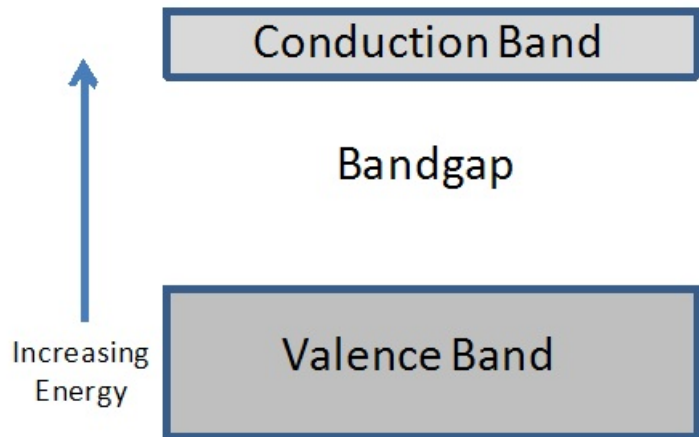 Conduction Band
Bandgap
Valence Band
Increasing
Energy